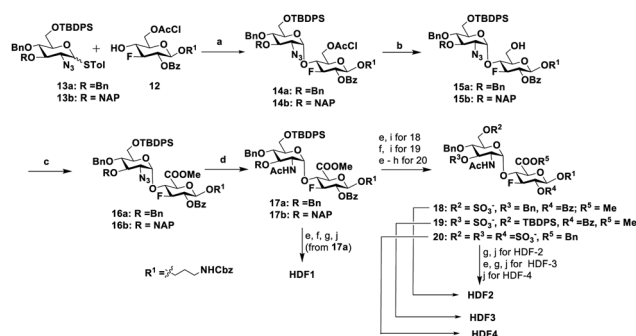 OTBDPS
BnO
RO
N3
STol
13a: R =Bn
13b: R = NAP
+
OAcCl
HO
F
OR1
OBz
12
a
OTBDPS
BnO
RO
N3
OAcCl
F
OR1
OBz
14a: R =Bn
14b: R = NAP
b
OTBDPS
BnO
RO
N3
OH
F
OR1
OBz
15a: R = Bn
15b: R = NAP
c
OTBDPS
BnO
RO
N3
COOMe
F
OR1
OBz
16a: R =Bn
16b: R = NAP
d
OTBDPS
BnO
RO
AcHN
COOMe
F
OR1
OBz
17a: R = Bn
17b: R = NAP
e, i for 18
f, i for 19
e - h for 20
OR2
BnO
R3O
AcHN
COOR5
F
OR1
OR4
18: R2 = SO3-, R3 = Bn, R4 = Bz; R5 = Me
19: R3 = SO3-, R2 = TBDPS, R4 =Bz, R5 = Me
20: R2 = R3 = R4 =SO3-, R5 = Bn
e, f, g, j
(from 17a)
HDF1
g, j for HDF-2
e, g, j for HDF-3
j for HDF-4
HDF2
HDF3
HDF4
R1 = NHCbz